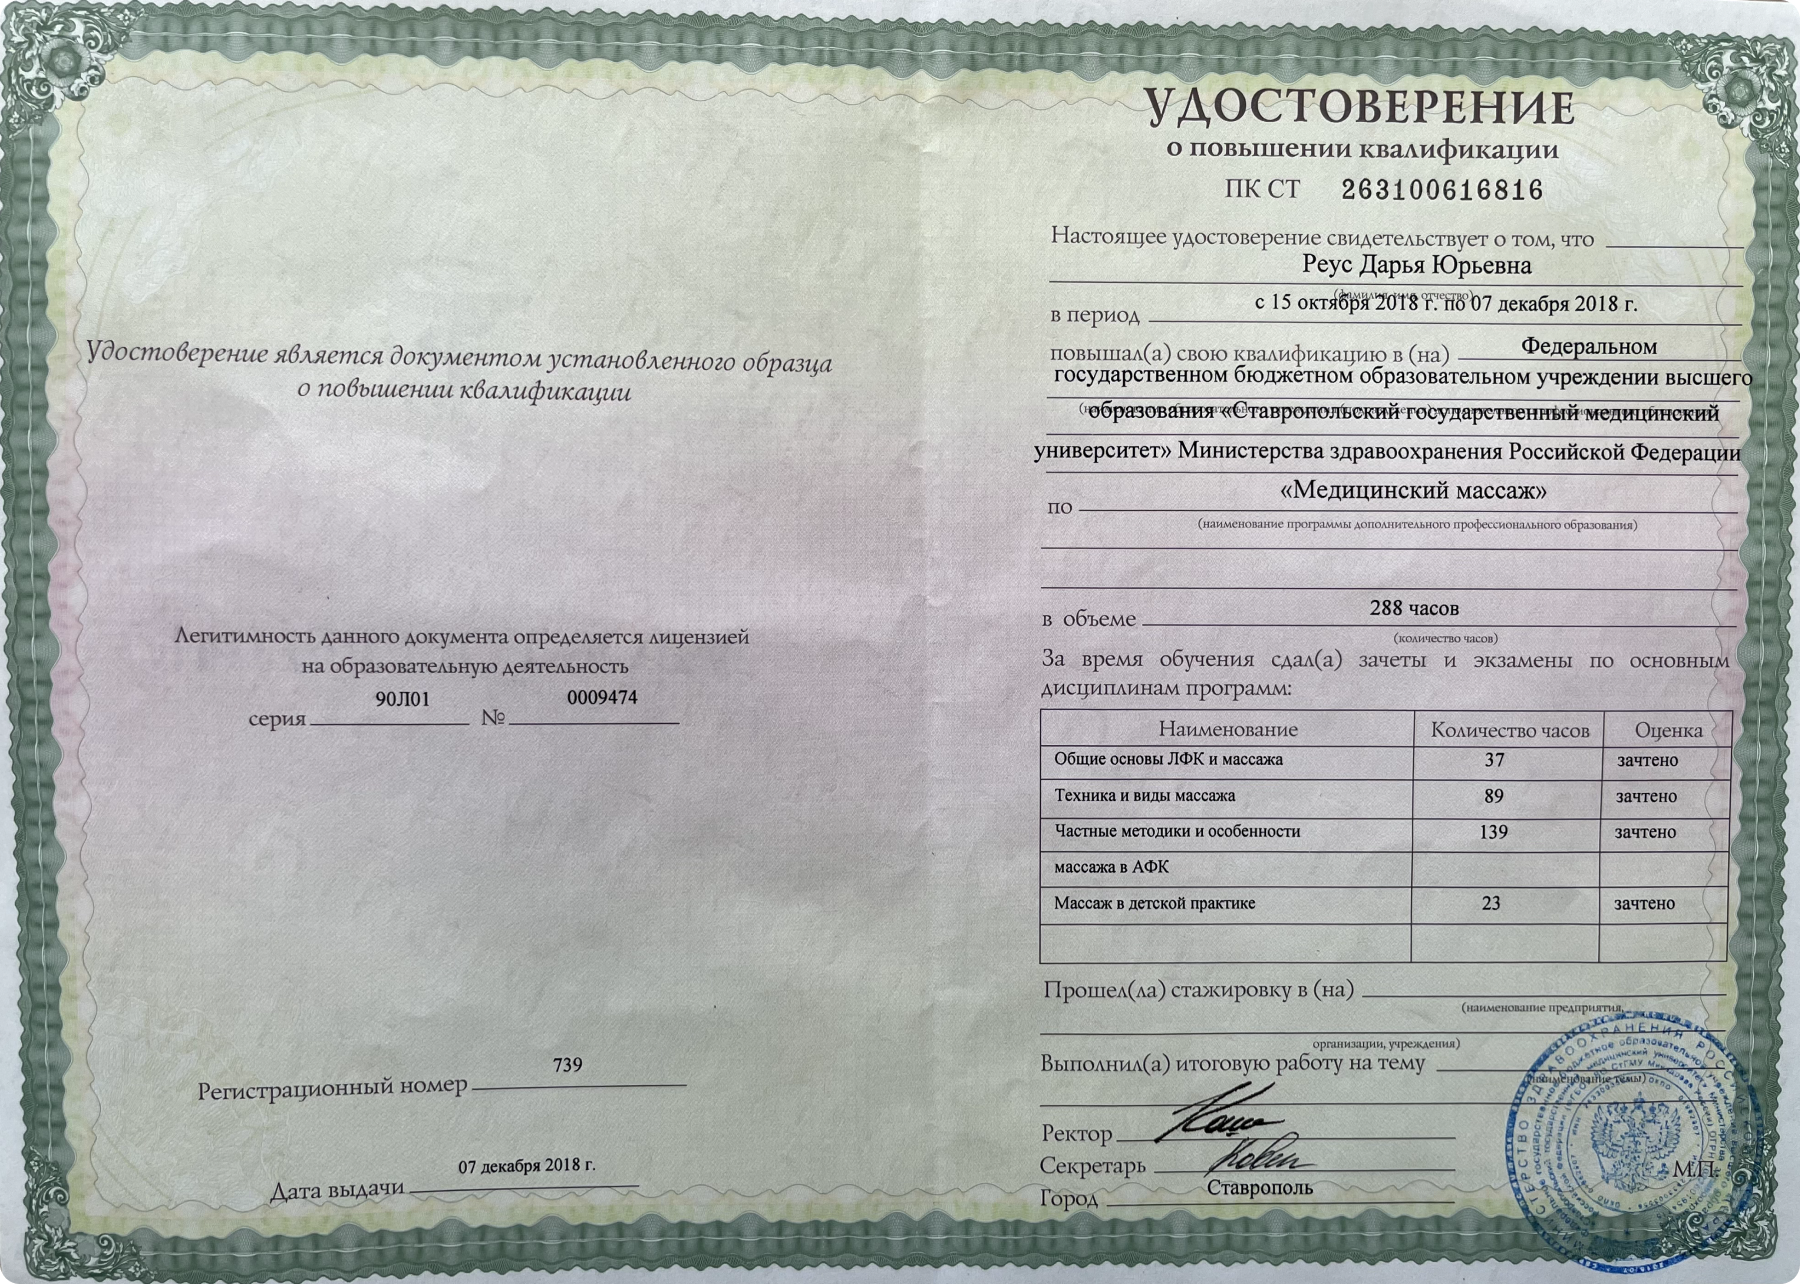 Удостоверение является документом установленного образца
о повышении квалификации
Легитимность данного документа определяется лицензией
на образовательную деятельность
серия 90Л01 № 0009474
Регистрационный номер 739
Дата выдачи 07 декабря 2018 г.
УДОСТОВЕРЕНИЕ
о повышении квалификации
ПК СТ 263100616816
Настоящее удостоверение свидетельствует о том, что
Реус Дарья Юрьевна
(фамилия, имя, отчество)
в период с 15 октября 2018 г. по 07 декабря 2018 г.
повышал(а) свою квалификацию в (на) Федеральном
государственном бюджетном образовательном учреждении высшего
образования «Ставропольский государственный медицинский
университет» Министерства здравоохранения Российской Федерации
по «Медицинский массаж»
(наименование программы дополнительного профессионального образования)
в объеме 288 часов
(количество часов)
За время обучения сдал(а) зачеты и экзамены по основным
дисциплинам программ:
Наименование Количество часов Оценка
Общие основы ЛФК и массажа 37 зачтено
Техника и виды массажа 89 зачтено
Частные методики и особенности 139 зачтено
массажа в АФК
Массаж в детской практике 23 зачтено
Прошел(ла) стажировку в (на)
(наименование предприятия,
организации, учреждения)
Выполнил(а) итоговую работу на тему
(наименование темы)
Ректор
Секретарь
Город Ставрополь
М.П.